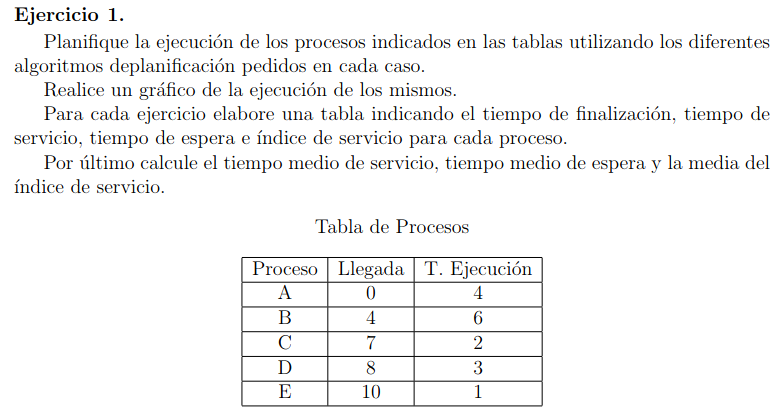 Ejercicio 1.
Planifique la ejecución de los procesos indicados en las tablas utilizando los diferentes
algoritmos deplanificación pedidos en cada caso.
Realice un gráfico de la ejecución de los mismos.
Para cada ejercicio elabore una tabla indicando el tiempo de finalización, tiempo de
servicio, tiempo de espera e índice de servicio para cada proceso.
Por último calcule el tiempo medio de servicio, tiempo medio de espera y la media del
índice de servicio.
Tabla de Procesos
Proceso Llegada T. Ejecución
A 0 4
B 4 6
C 7 2
D 8 3
E 10 1